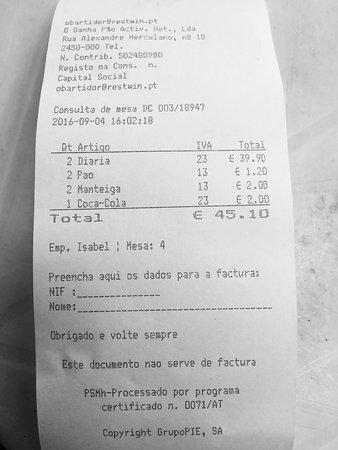 obartidor@restwin.pt
O Ganha Pão Activ. Hot., Lda
Rua Alexandre Herculano, nº 10
2450-000 Tel.
N. Contrib. 502480980
Registo na Cons. n.
Capital Social
obartidor@restwin.pt
Consulta de mesa DC 003/18947
2016-09-04 16:02:18
Qt Artigo IVA Total
2 Diaria 23 € 39.90
2 Pao 13 € 1.20
2 Manteiga 13 € 2.00
1 Coca-Cola 23 € 2.00
Total € 45.10
Emp. Isabel ¦ Mesa: 4
Preencha aqui os dados para a factura:
NIF :_______________
Nome:___________________________________
Obrigado e volte sempre
Este documento nao serve de factura
PSMh-Processado por programa
certificado n. 0071/AT
Copyright GrupoPIE, SA